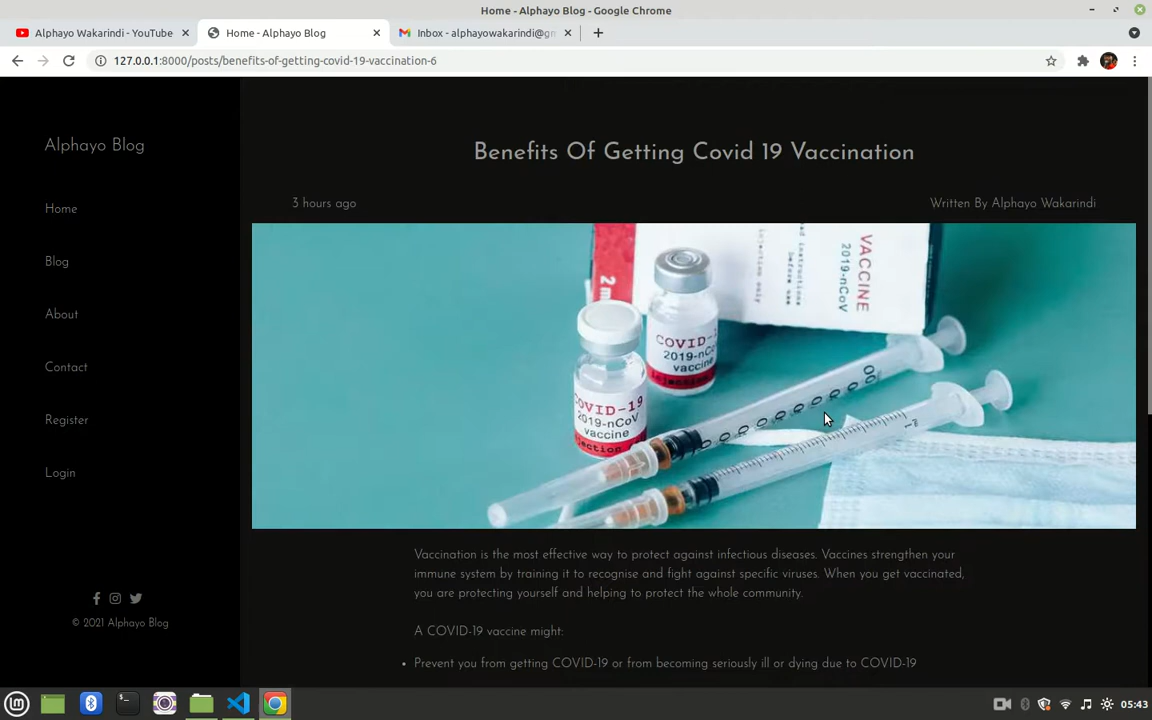 Home - Alphayo Blog - Google Chrome
Alphayo Wakarindi - YouTube
Home - Alphayo Blog
Inbox - alphayowakarindi@gm
127.0.0.1:8000/posts/benefits-of-getting-covid-19-vaccination-6
Alphayo Blog
Home
Blog
About
Contact
Register
Login
© 2021 Alphayo Blog
Benefits Of Getting Covid 19 Vaccination
3 hours ago
Written By Alphayo Wakarindi
2 m
VACCINE
2019-nCoV
COVID-1
2019-nCoV
vaccine
injection
COVID-19
2019-nCoV
vaccine
injection
Vaccination is the most effective way to protect against infectious diseases. Vaccines strengthen your
immune system by training it to recognise and fight against specific viruses. When you get vaccinated,
you are protecting yourself and helping to protect the whole community.
A COVID-19 vaccine might:
• Prevent you from getting COVID-19 or from becoming seriously ill or dying due to COVID-19
05:43